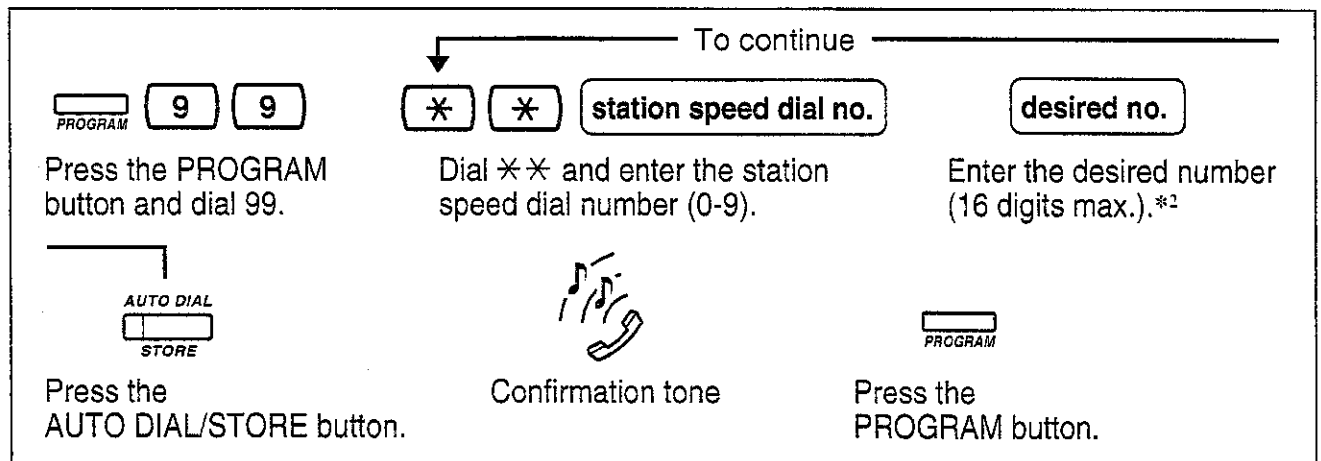 To continue
PROGRAM 9 9 ✳ ✳ station speed dial no. desired no.
Press the PROGRAM
button and dial 99.
Dial ✳✳ and enter the station
speed dial number (0-9).
Enter the desired number
(16 digits max.).*2
AUTO DIAL
STORE
Press the
AUTO DIAL/STORE button.
Confirmation tone
PROGRAM
Press the
PROGRAM button.